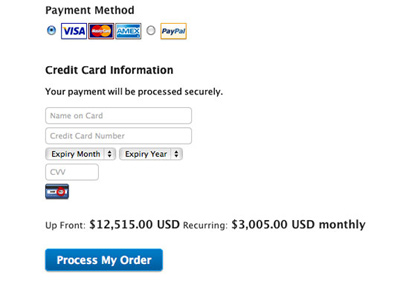 Payment Method
VISA MasterCard AMEX PayPal
Credit Card Information
Your payment will be processed securely.
Name on Card
Credit Card Number
Expiry Month Expiry Year
CVV
Up Front: $12,515.00 USD Recurring: $3,005.00 USD monthly
Process My Order